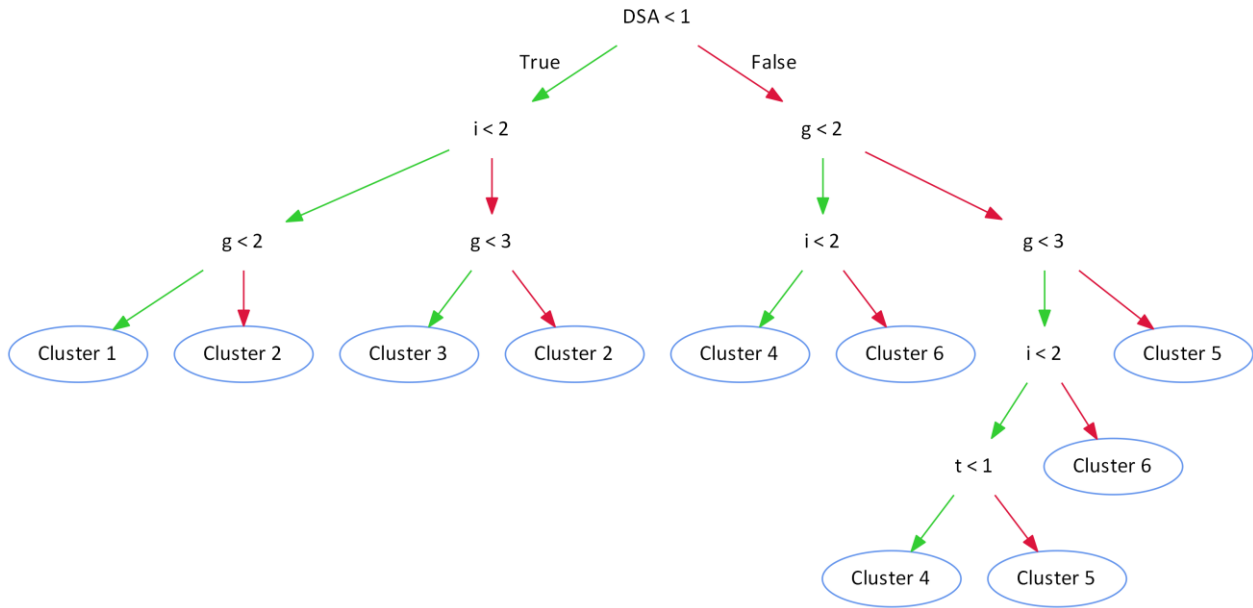 DSA < 1
True
False
i < 2
g < 2
g < 2
g < 3
i < 2
g < 3
Cluster 1
Cluster 2
Cluster 3
Cluster 2
Cluster 4
Cluster 6
i < 2
Cluster 5
t < 1
Cluster 6
Cluster 4
Cluster 5